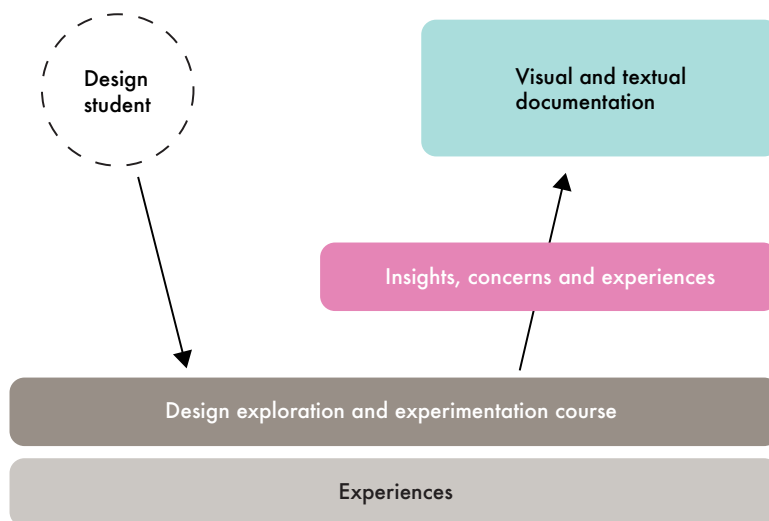 Design
student
Visual and textual
documentation
Insights, concerns and experiences
Design exploration and experimentation course
Experiences